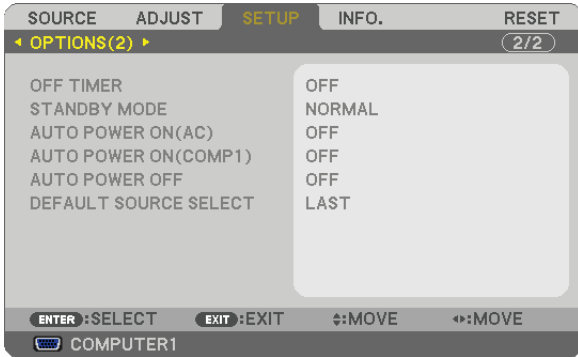 SOURCE ADJUST SETUP INFO. RESET
OPTIONS(2) 2/2
OFF TIMER OFF
STANDBY MODE NORMAL
AUTO POWER ON(AC) OFF
AUTO POWER ON(COMP1) OFF
AUTO POWER OFF OFF
DEFAULT SOURCE SELECT LAST
ENTER :SELECT EXIT :EXIT :MOVE :MOVE
COMPUTER1